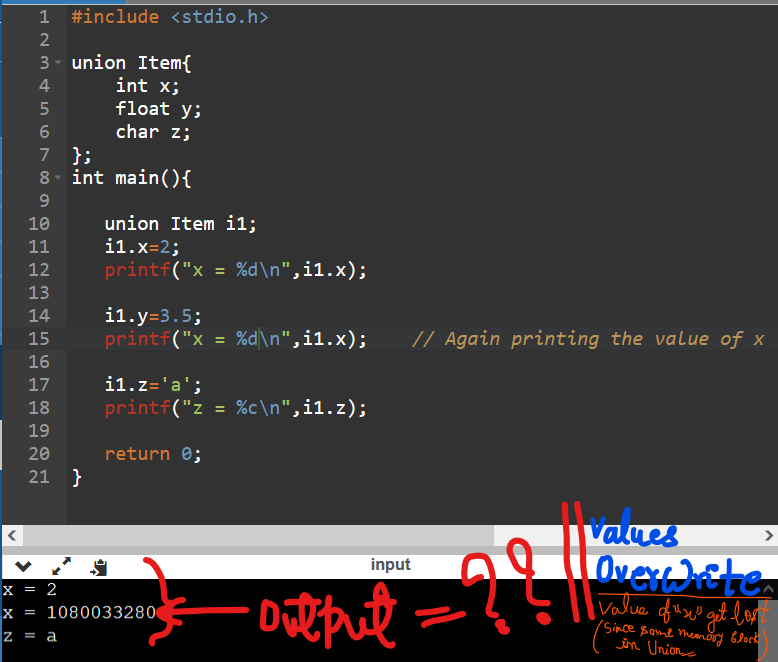 1 #include <stdio.h>
2
3 union Item{
4 int x;
5 float y;
6 char z;
7 };
8 int main(){
9
10 union Item i1;
11 i1.x=2;
12 printf("x = %d\n",i1.x);
13
14 i1.y=3.5;
15 printf("x = %d\n",i1.x); // Again printing the value of x
16
17 i1.z='a';
18 printf("z = %c\n",i1.z);
19
20 return 0;
21 }
input
x = 2
x = 1080033280
z = a
output = ??
Values
OverWrite
Value of "x" get lost
(Since same memory block)
in Union